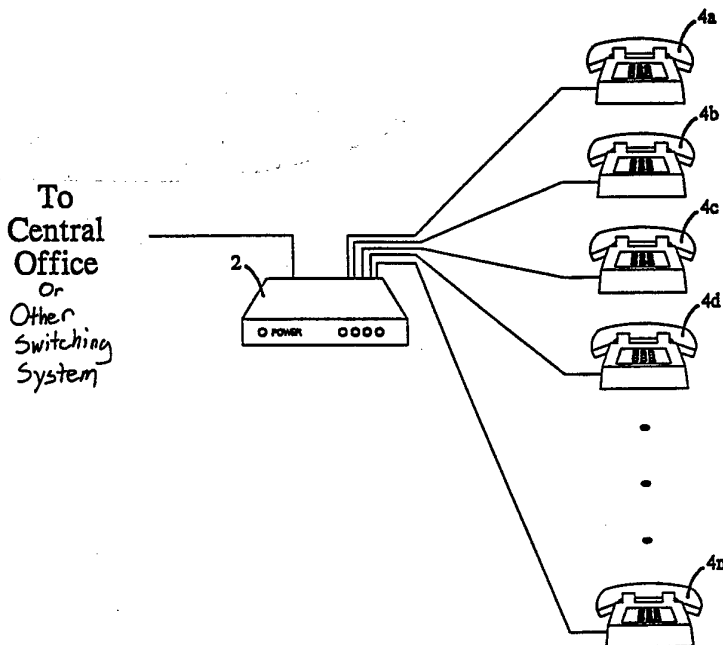 4a
4b
To
Central
Office
Or
Other
Switching
System
2
4c
4d
POWER
4n